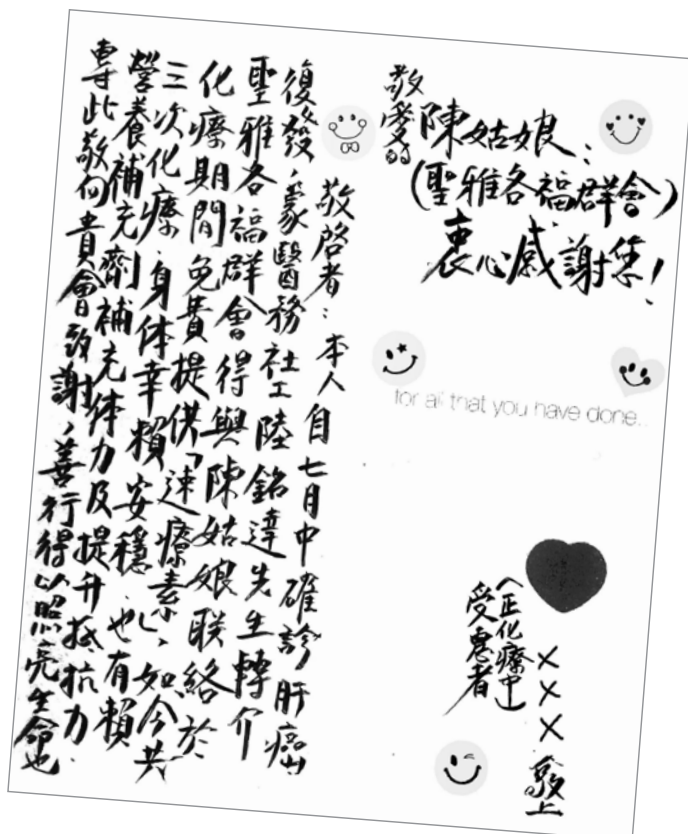 敬愛的
陳姑娘：
(聖雅各福群會)
衷心感謝您!
for all that you have done...
敬啓者：本人自七月中確診肝癌
復發，蒙醫務社工陸銘達先生轉介
聖雅各福群會得與陳姑娘联絡於
化療期間免費提供「速療素」，如今共
三次化療.身体幸賴安穩.也有賴
營養補充劑補充体力及提升抵抗力.
專此敬向貴會致謝，善行得以照亮生命也
(正化療中)
受惠者
XXX 敬上